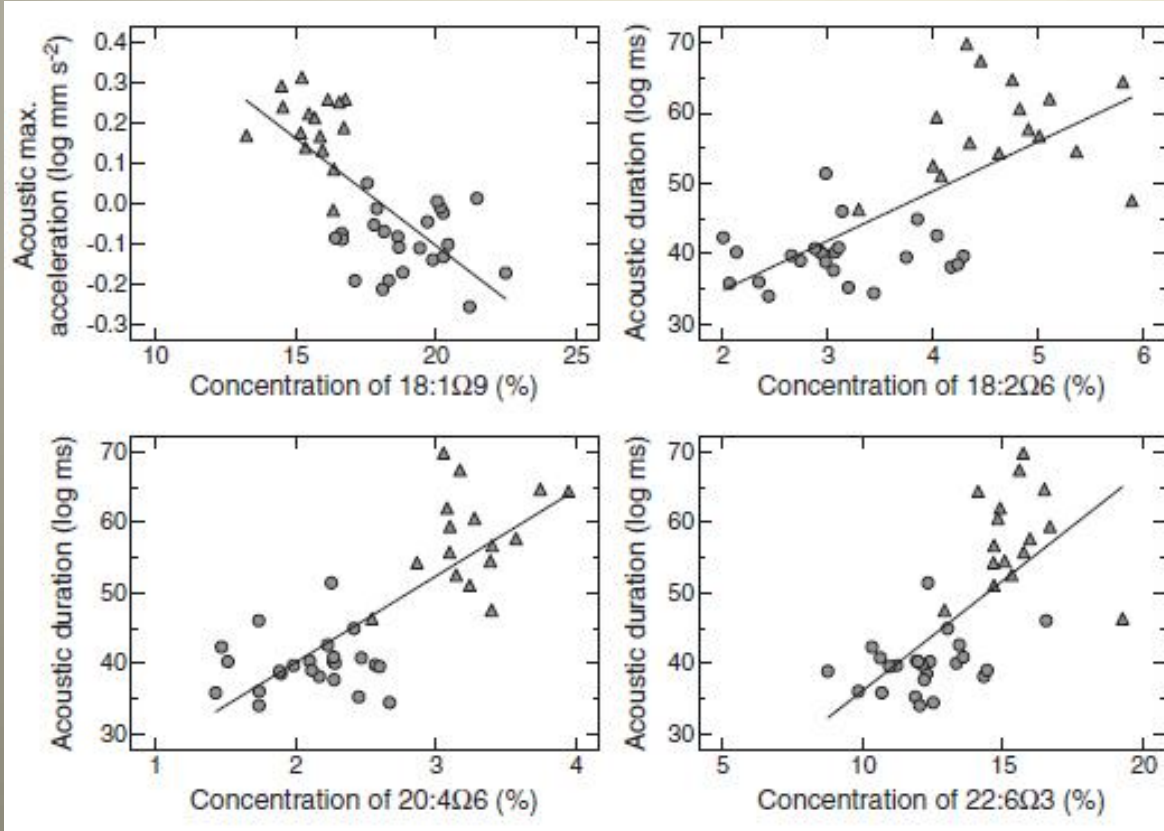 Acoustic max.
acceleration (log mm s-2)
0.4
0.3
0.2
0.1
0.0
-0.1
-0.2
-0.3
10 15 20 25
Concentration of 18:1Ω9 (%)
Acoustic duration (log ms)
70
60
50
40
30
2 3 4 5 6
Concentration of 18:2Ω6 (%)
Acoustic duration (log ms)
70
60
50
40
30
1 2 3 4
Concentration of 20:4Ω6 (%)
Acoustic duration (log ms)
70
60
50
40
30
5 10 15 20
Concentration of 22:6Ω3 (%)